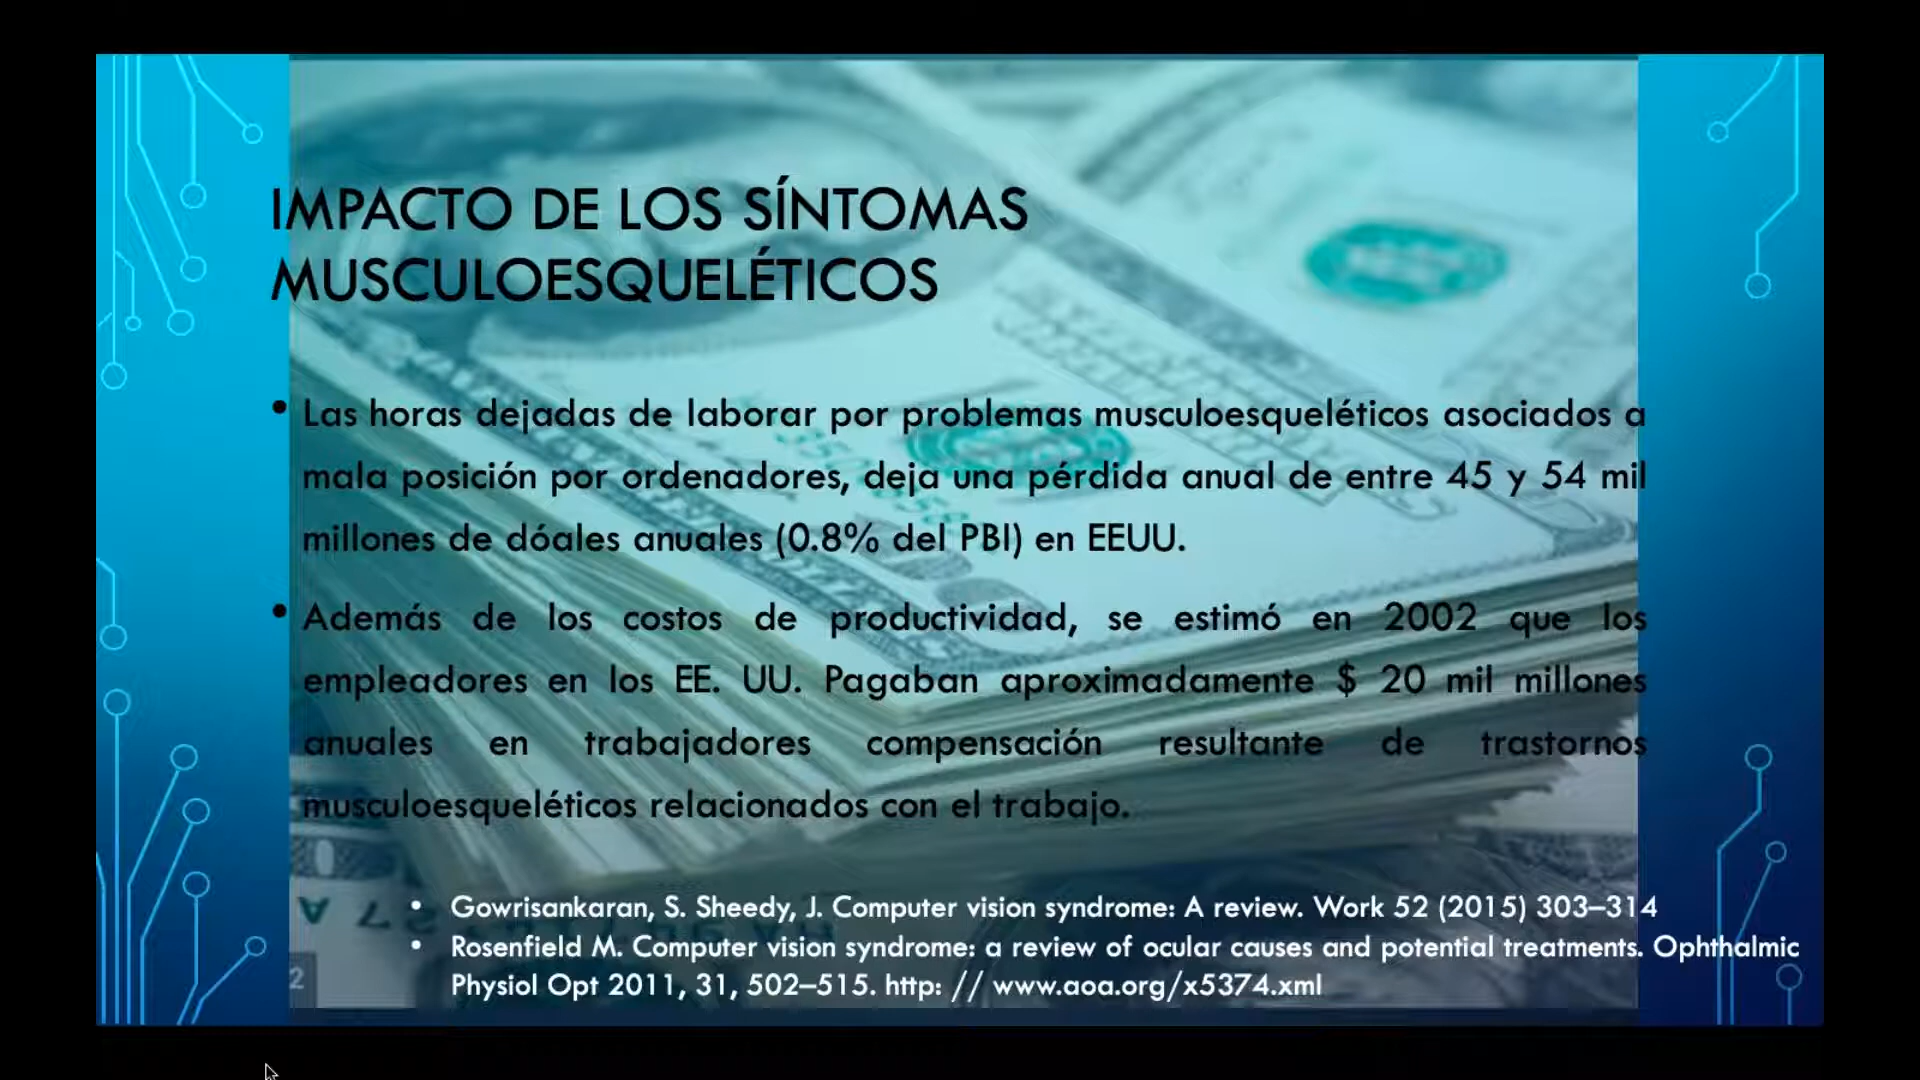 IMPACTO DE LOS SÍNTOMAS
MUSCULOESQUELÉTICOS
• Las horas dejadas de laborar por problemas musculoesqueléticos asociados a
mala posición por ordenadores, deja una pérdida anual de entre 45 y 54 mil
millones de dóales anuales (0.8% del PBI) en EEUU.
• Además de los costos de productividad, se estimó en 2002 que los
empleadores en los EE. UU. Pagaban aproximadamente $ 20 mil millones
anuales en trabajadores compensación resultante de trastornos
musculoesqueléticos relacionados con el trabajo.
• Gowrisankaran, S. Sheedy, J. Computer vision syndrome: A review. Work 52 (2015) 303–314
• Rosenfield M. Computer vision syndrome: a review of ocular causes and potential treatments. Ophthalmic
Physiol Opt 2011, 31, 502–515. http: // www.aoa.org/x5374.xml